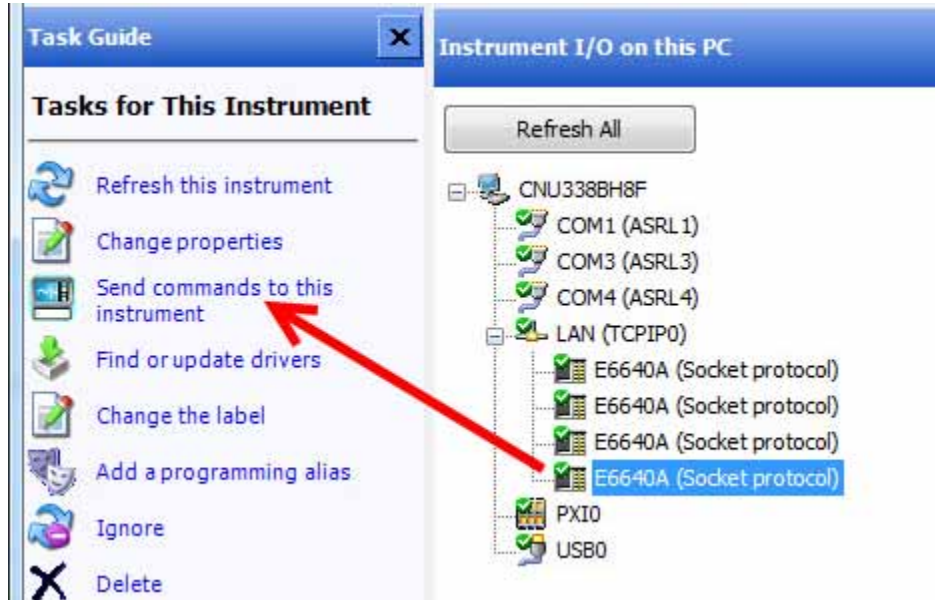 Task Guide
Tasks for This Instrument
Refresh this instrument
Change properties
Send commands to this
instrument
Find or update drivers
Change the label
Add a programming alias
Ignore
Delete
Instrument I/O on this PC
Refresh All
CNU338BH8F
COM1 (ASRL1)
COM3 (ASRL3)
COM4 (ASRL4)
LAN (TCPIP0)
E6640A (Socket protocol)
E6640A (Socket protocol)
E6640A (Socket protocol)
E6640A (Socket protocol)
PXI0
USB0